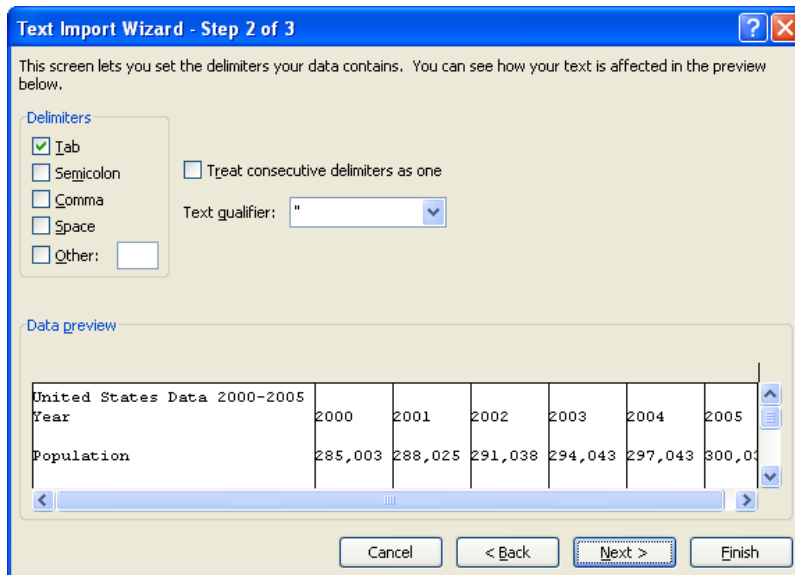 Text Import Wizard - Step 2 of 3
This screen lets you set the delimiters your data contains. You can see how your text is affected in the preview
below.
Delimiters
Tab
Semicolon
Comma
Space
Other:
Treat consecutive delimiters as one
Text qualifier: "
Data preview
United States Data 2000-2005
Year 2000 2001 2002 2003 2004 2005
Population 285,003 288,025 291,038 294,043 297,043
Cancel < Back Next > Finish